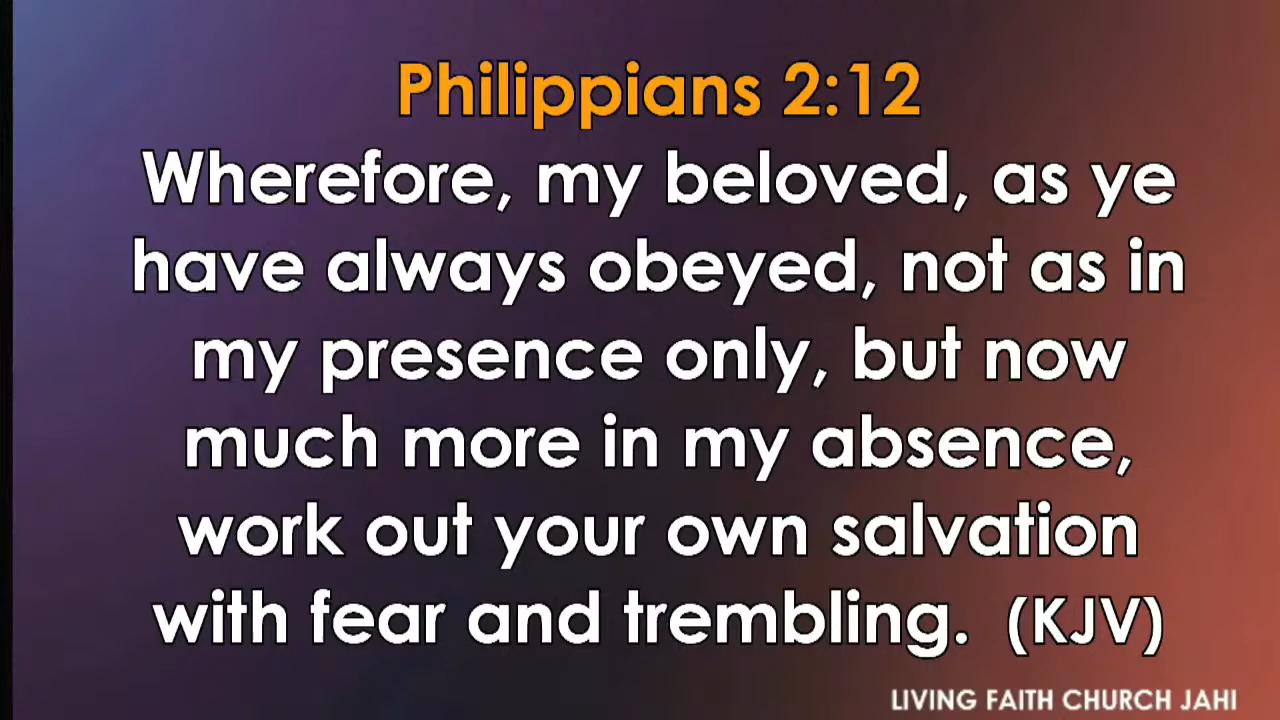 Philippians 2:12
Wherefore, my beloved, as ye
have always obeyed, not as in
my presence only, but now
much more in my absence,
work out your own salvation
with fear and trembling. (KJV)
LIVING FAITH CHURCH JAHI